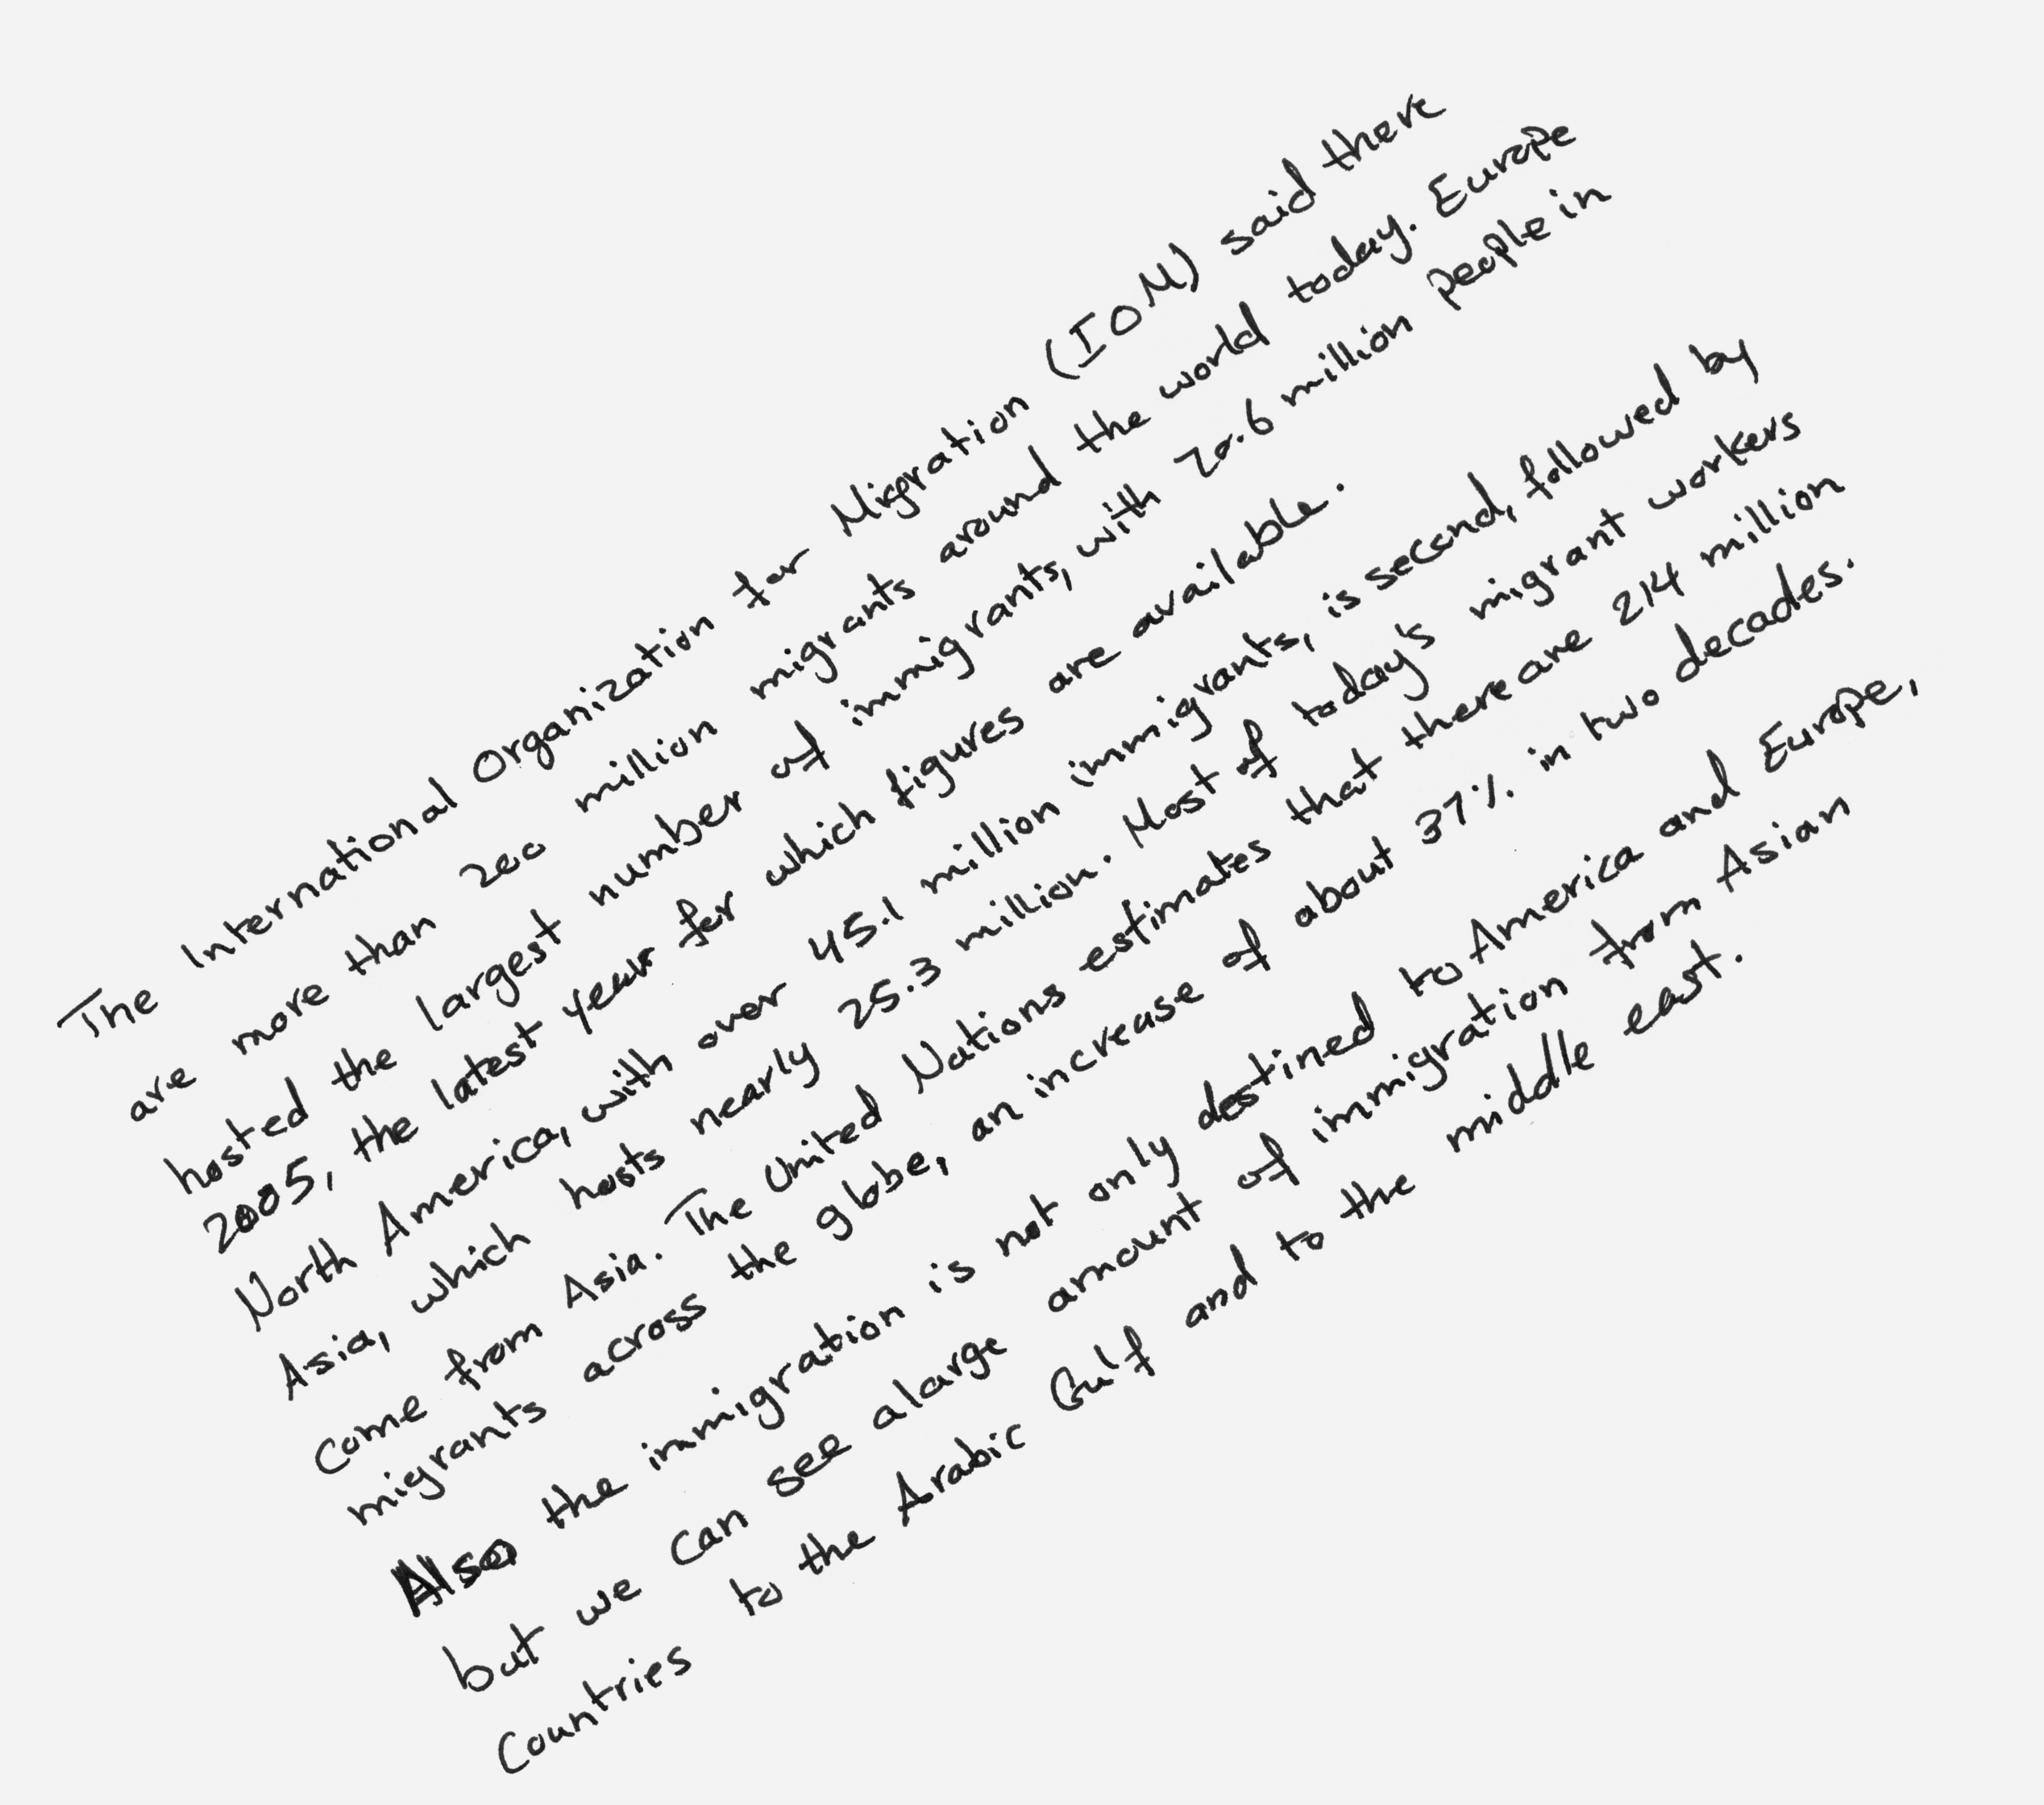 The International Organization for Migration (IOM) said there
are more than 200 million migrants around the world today. Europe
hosted the largest number of immigrants, with 70.6 million people in
2005, the latest year for which figures are available.
North America, with over 45.1 million immigrants, is second, followed by
Asia, which hosts nearly 25.3 million. Most of today's migrant workers
come from Asia. The United Nations estimates that there are 214 million
migrants across the globe, an increase of about 37% in two decades.
Also the immigration is not only destined to America and Europe,
but we can see alarge amount of immigration from Asian
Countries to the Arabic Gulf and to the middle east.